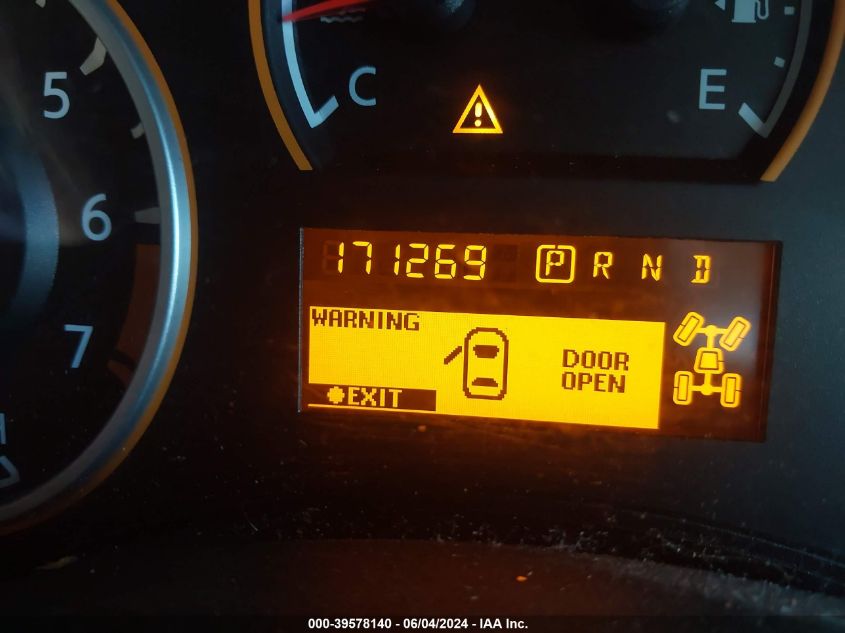 5
6
7
C
E
171269 P R N D
WARNING
DOOR
OPEN
EXIT
000-39578140 - 06/04/2024 - IAA Inc.